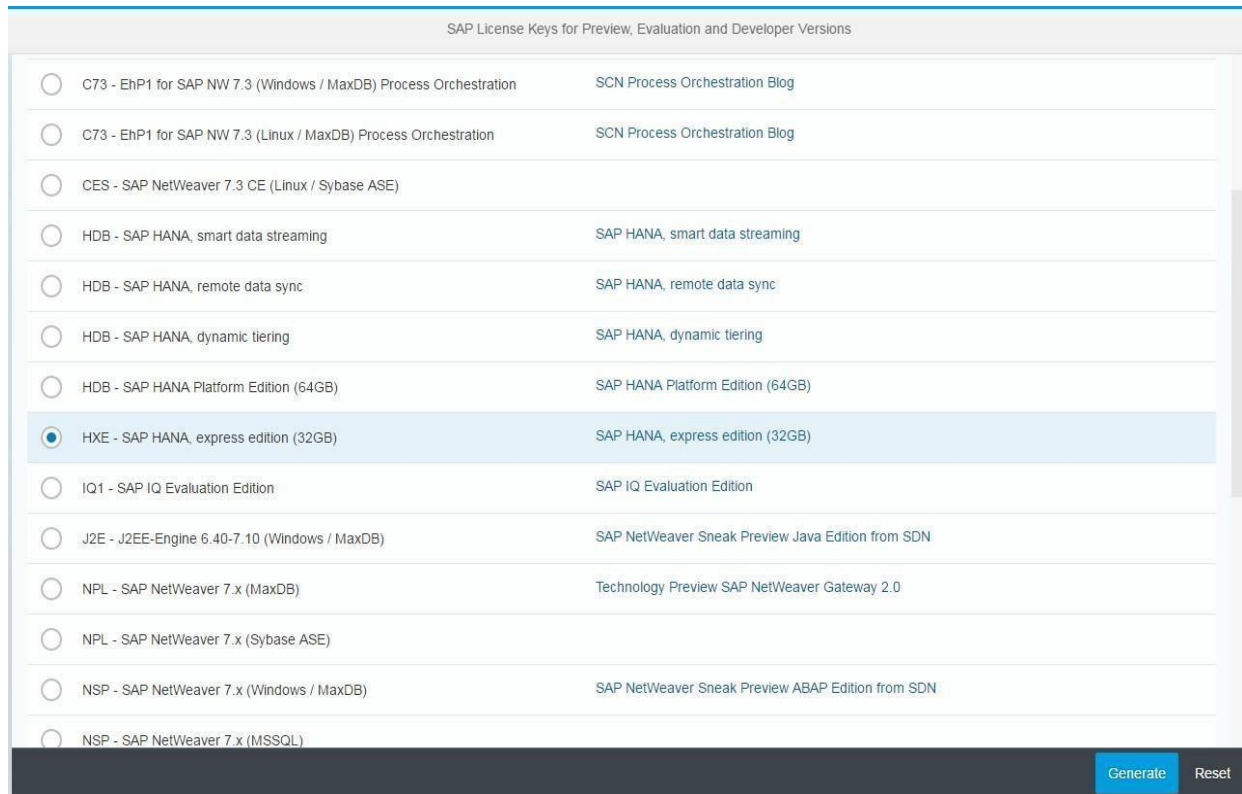 SAP License Keys for Preview, Evaluation and Developer Versions
C73 - EhP1 for SAP NW 7.3 (Windows / MaxDB) Process Orchestration SCN Process Orchestration Blog
C73 - EhP1 for SAP NW 7.3 (Linux / MaxDB) Process Orchestration SCN Process Orchestration Blog
CES - SAP NetWeaver 7.3 CE (Linux / Sybase ASE)
HDB - SAP HANA, smart data streaming SAP HANA, smart data streaming
HDB - SAP HANA, remote data sync SAP HANA, remote data sync
HDB - SAP HANA, dynamic tiering SAP HANA, dynamic tiering
HDB - SAP HANA Platform Edition (64GB) SAP HANA Platform Edition (64GB)
HXE - SAP HANA, express edition (32GB) SAP HANA, express edition (32GB)
IQ1 - SAP IQ Evaluation Edition SAP IQ Evaluation Edition
J2E - J2EE-Engine 6.40-7.10 (Windows / MaxDB) SAP NetWeaver Sneak Preview Java Edition from SDN
NPL - SAP NetWeaver 7.x (MaxDB) Technology Preview SAP NetWeaver Gateway 2.0
NPL - SAP NetWeaver 7.x (Sybase ASE)
NSP - SAP NetWeaver 7.x (Windows / MaxDB) SAP NetWeaver Sneak Preview ABAP Edition from SDN
NSP - SAP NetWeaver 7.x (MSSQL)
Generate Reset